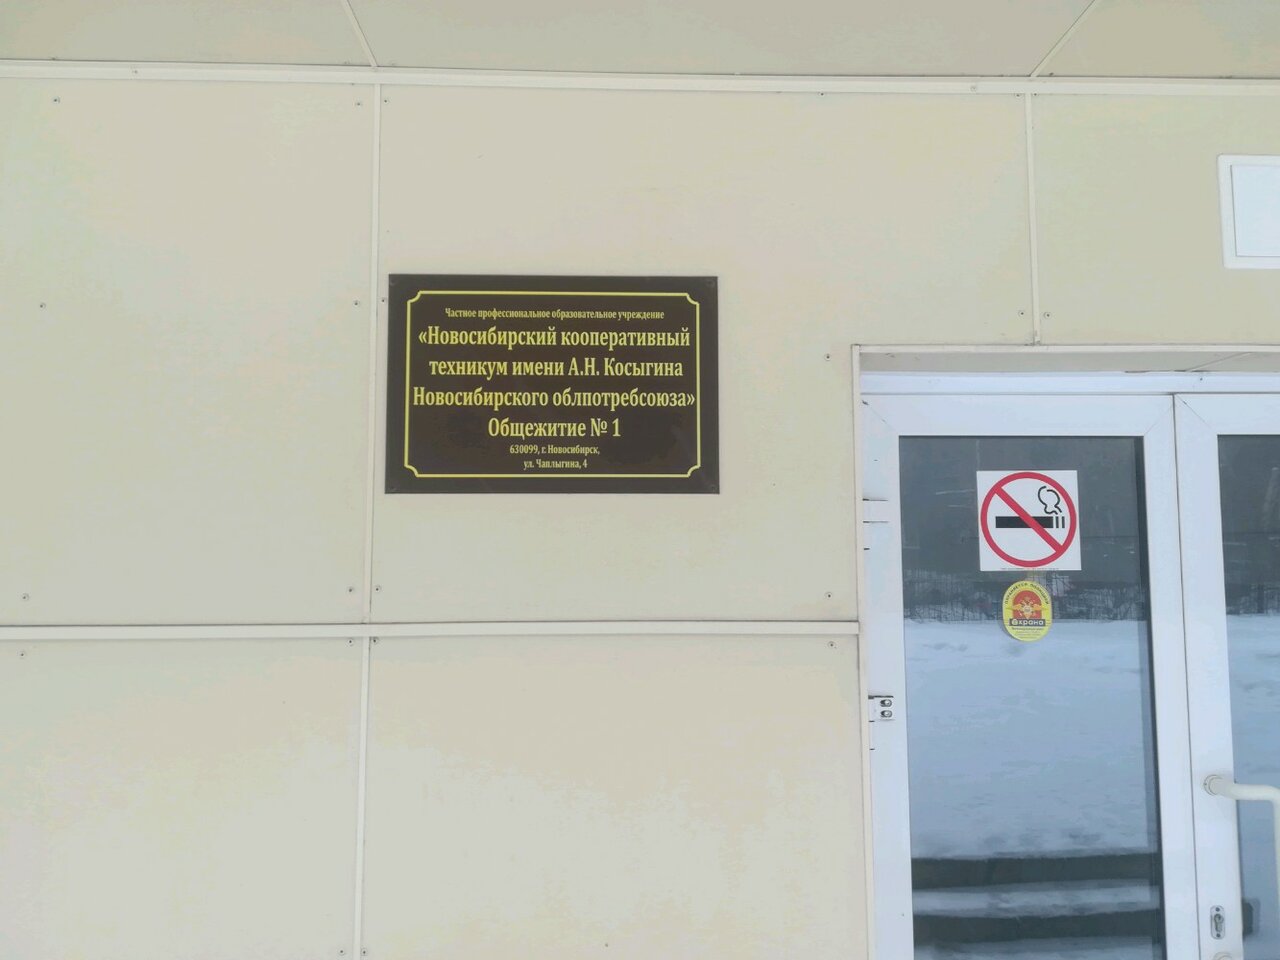 Частное профессиональное образовательное учреждение
«Новосибирский кооперативный
техникум имени А.Н. Косыгина
Новосибирского облпотребсоюза»
Общежитие № 1
630099, г. Новосибирск,
ул. Чаплыгина, 4
Охрана